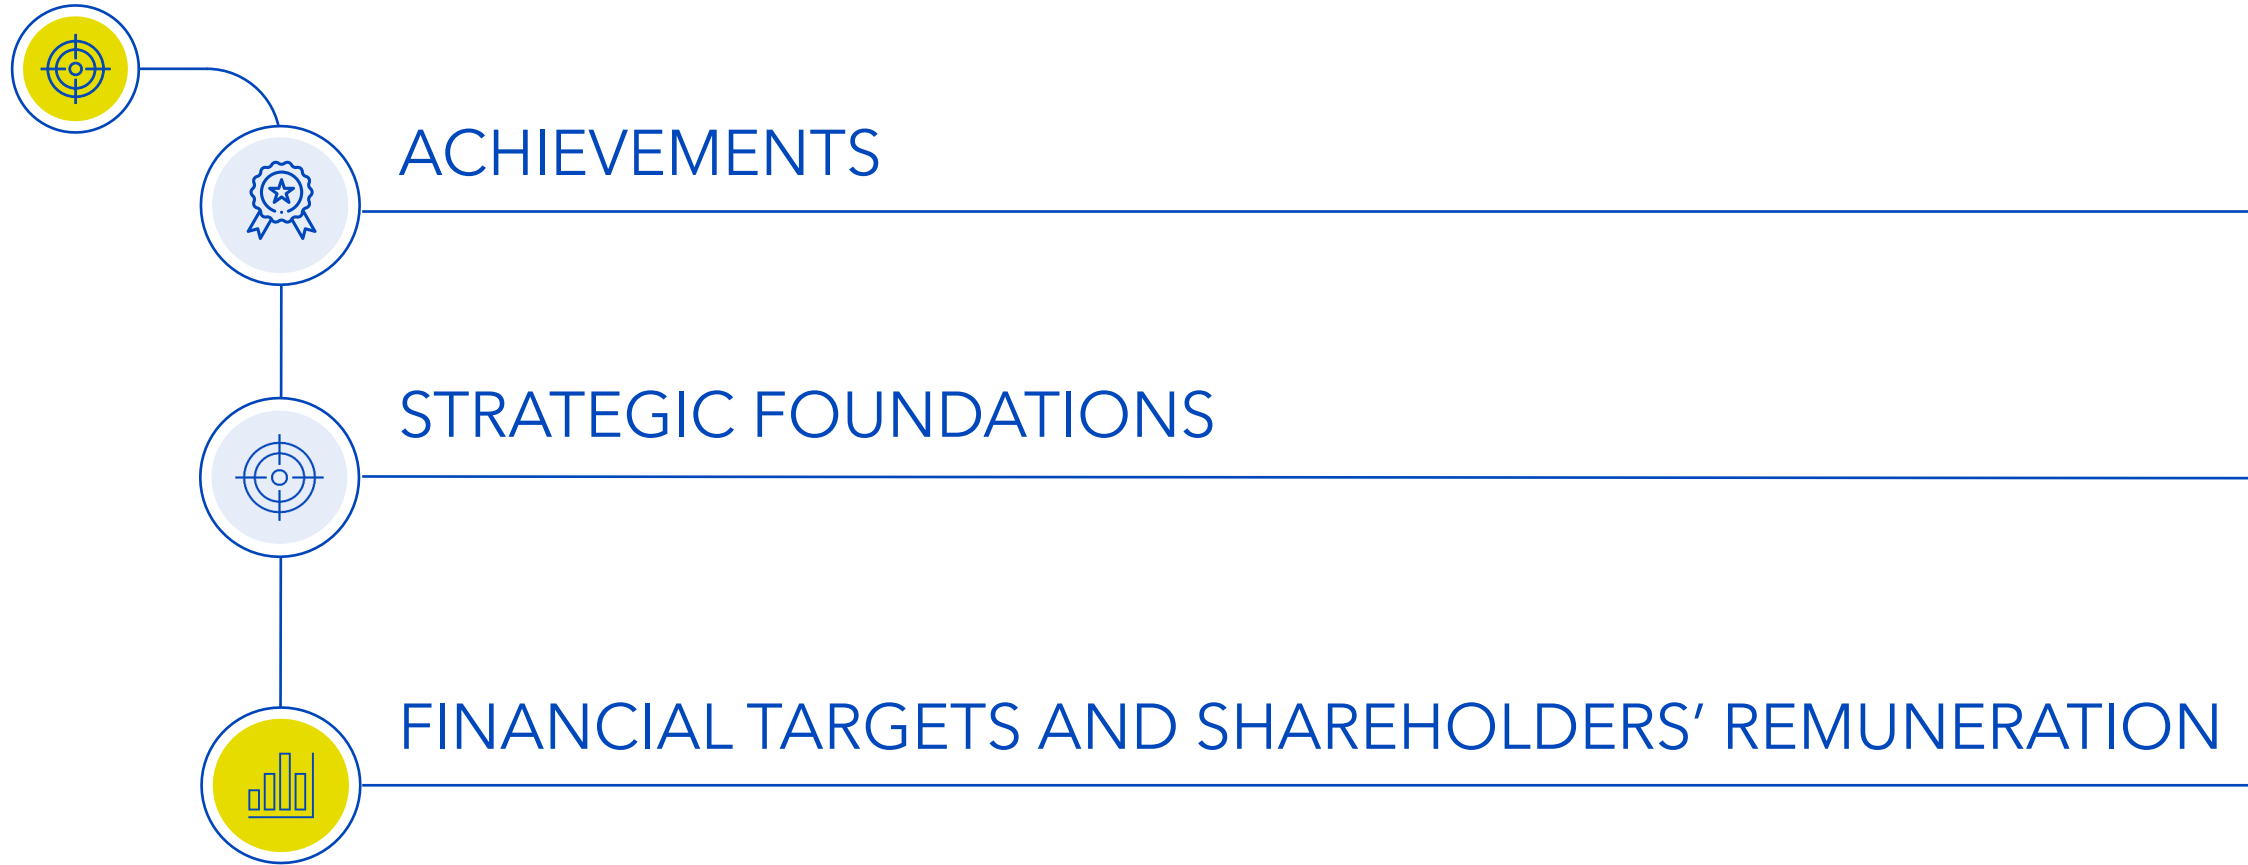 ACHIEVEMENTS
STRATEGIC FOUNDATIONS
FINANCIAL TARGETS AND SHAREHOLDERS’ REMUNERATION